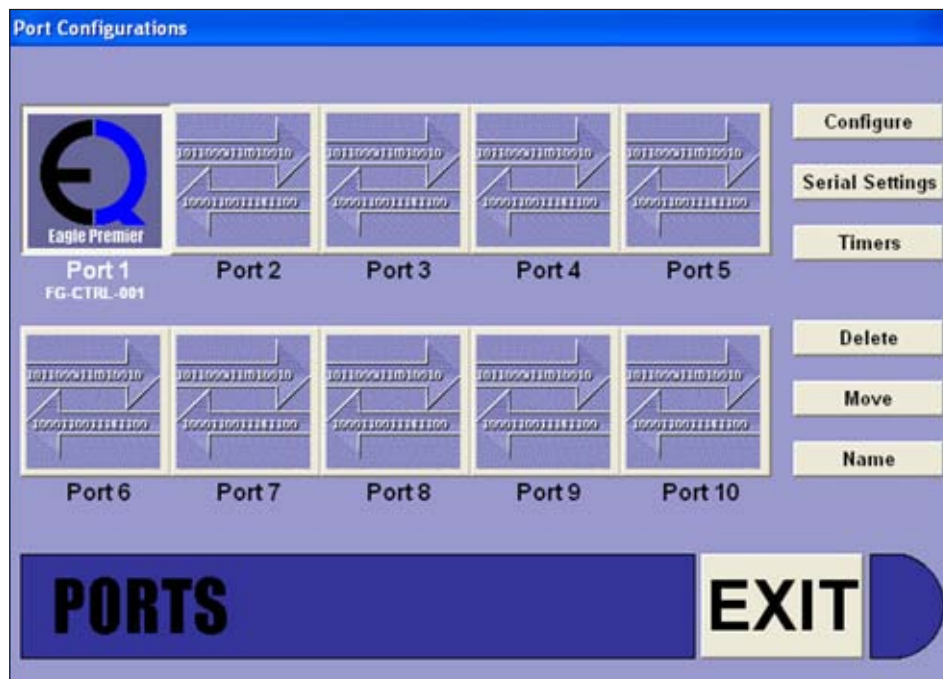 Port Configurations
Eagle Premier
Port 1
FG-CTRL-001
Port 2
Port 3
Port 4
Port 5
Configure
Serial Settings
Timers
Port 6
Port 7
Port 8
Port 9
Port 10
Delete
Move
Name
PORTS
EXIT